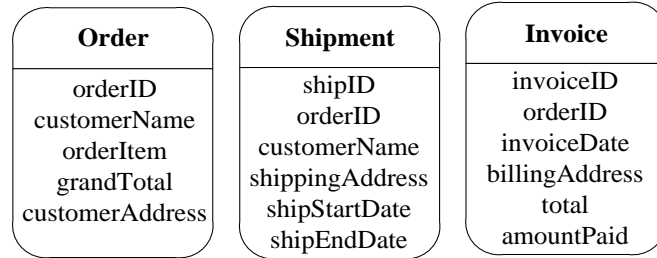 Order
orderID
customerName
orderItem
grandTotal
customerAddress
Shipment
shipID
orderID
customerName
shippingAddress
shipStartDate
shipEndDate
Invoice
invoiceID
orderID
invoiceDate
billingAddress
total
amountPaid